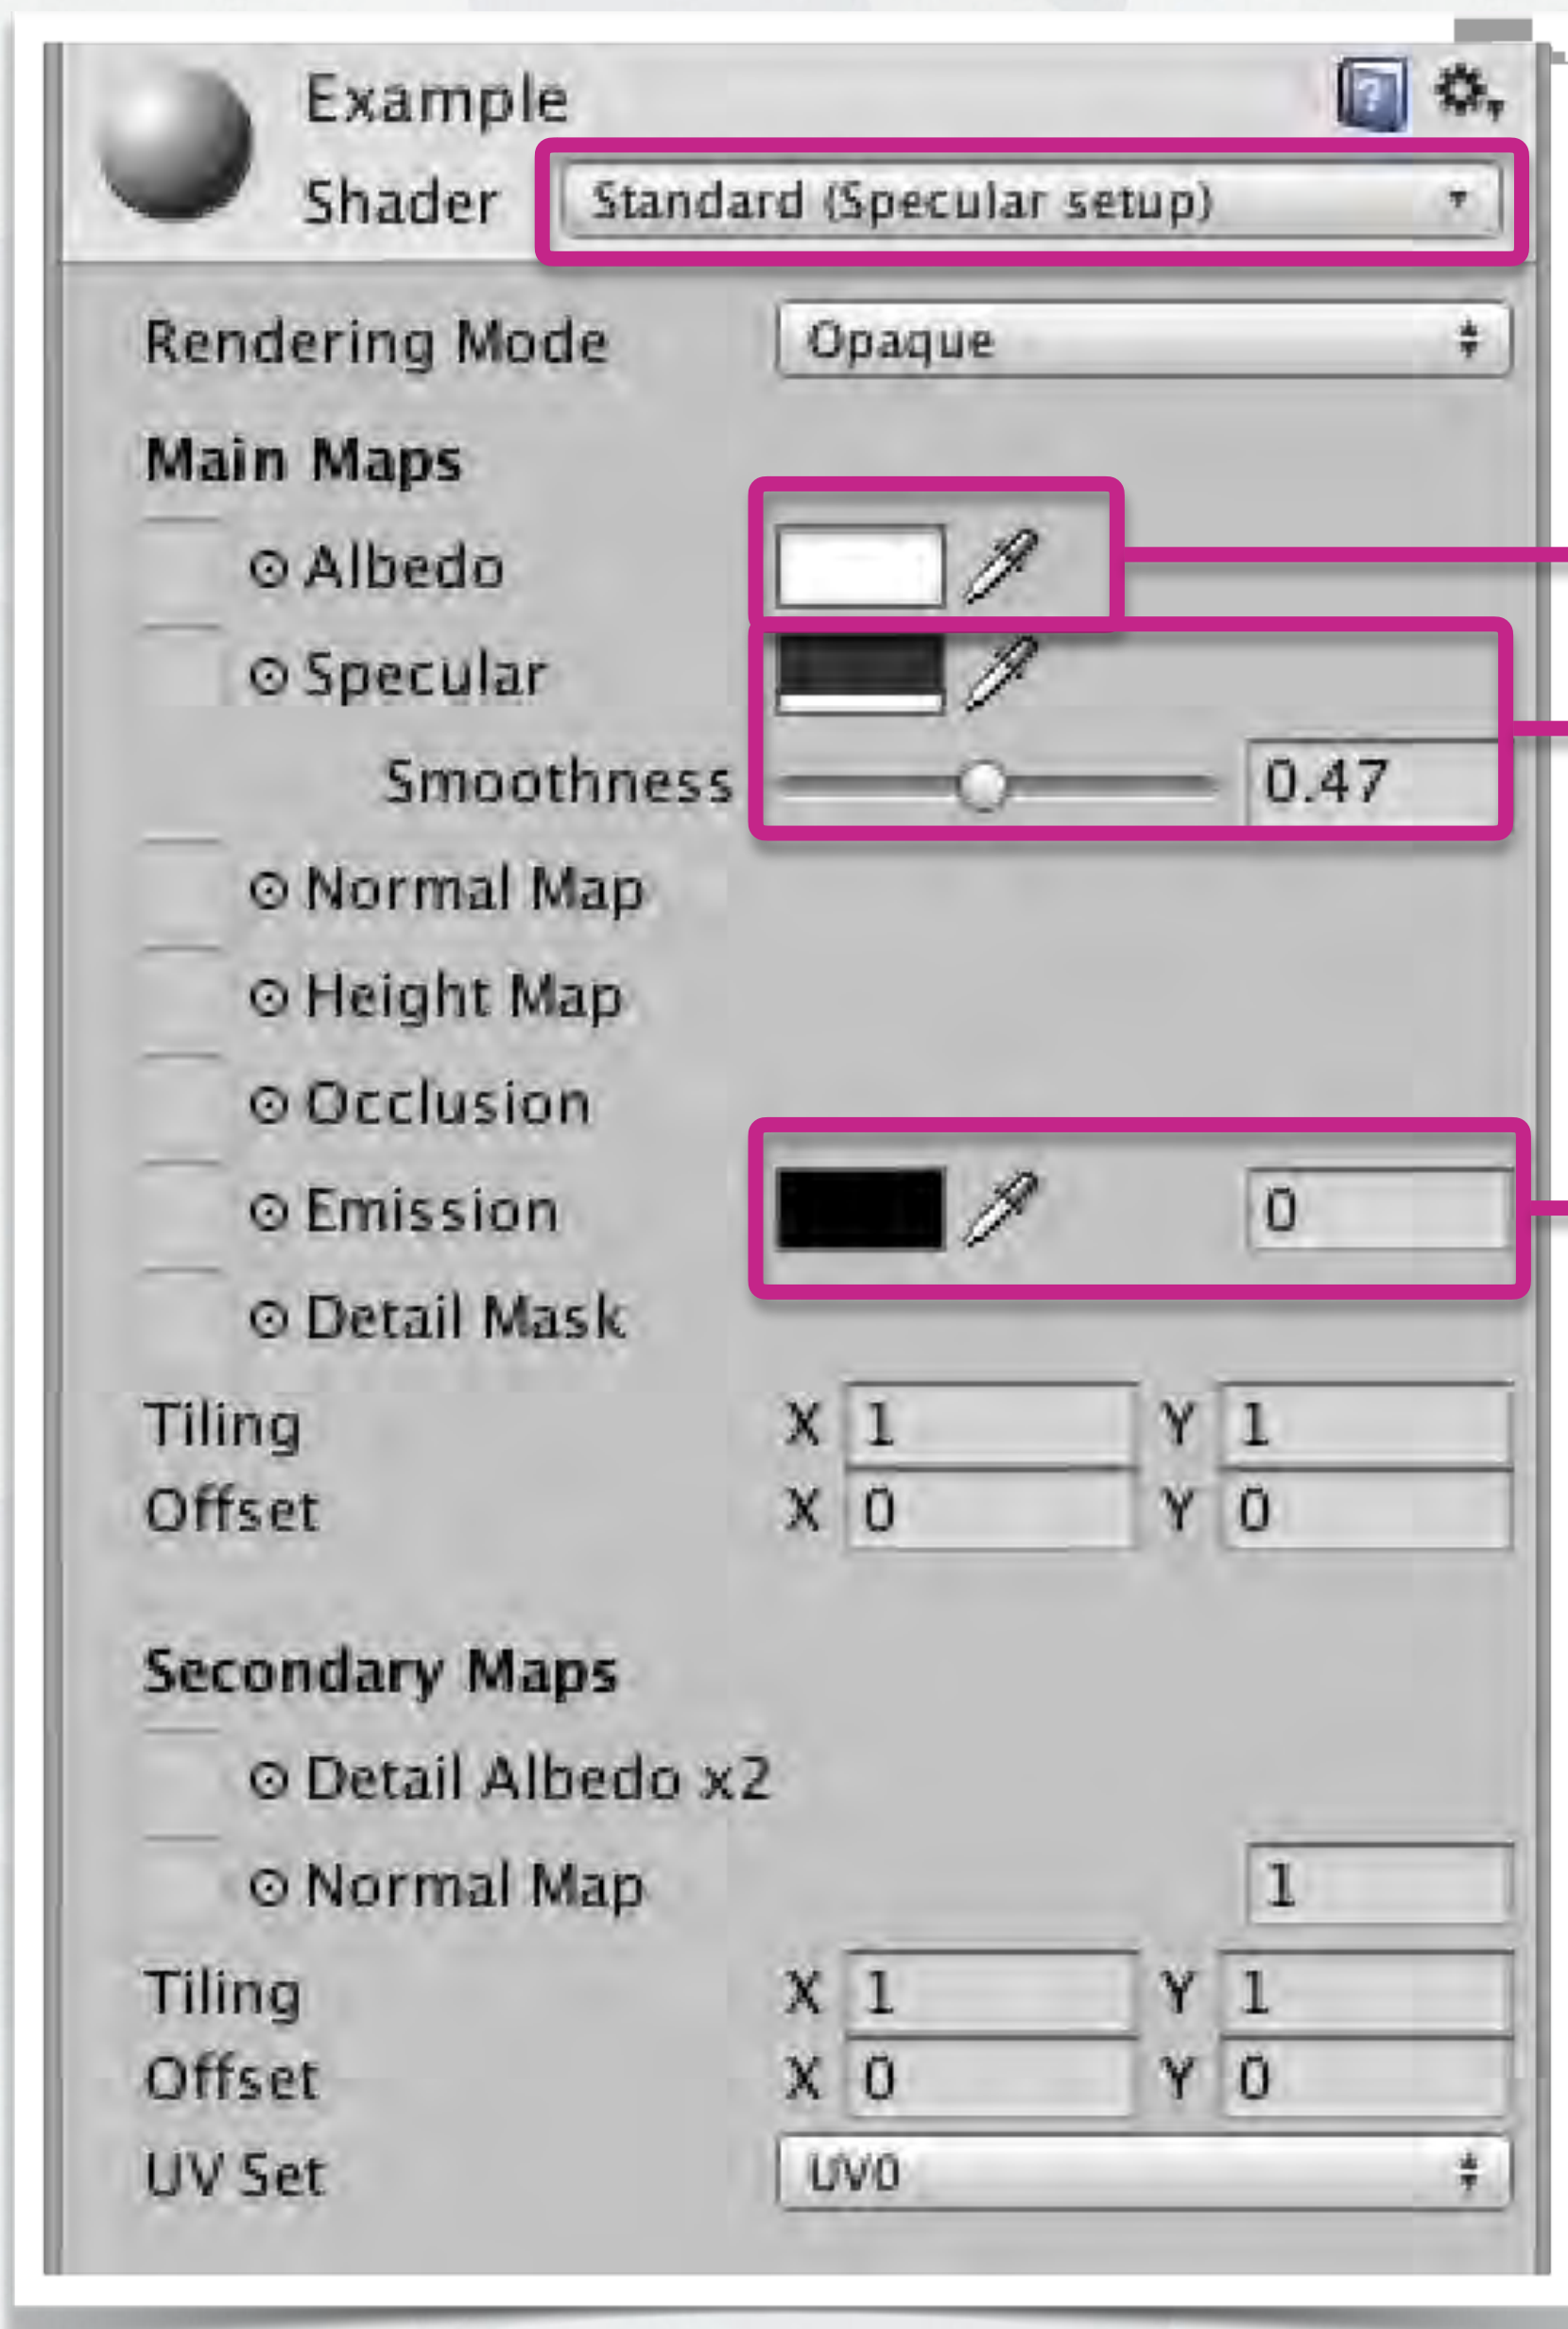 Example
Shader Standard (Specular setup)
Rendering Mode Opaque
Main Maps
Albedo
Specular
Smoothness 0.47
Normal Map
Height Map
Occlusion
Emission 0
Detail Mask
Tiling X 1 Y 1
Offset X 0 Y 0
Secondary Maps
Detail Albedo x2
Normal Map 1
Tiling X 1 Y 1
Offset X 0 Y 0
UV Set UV0